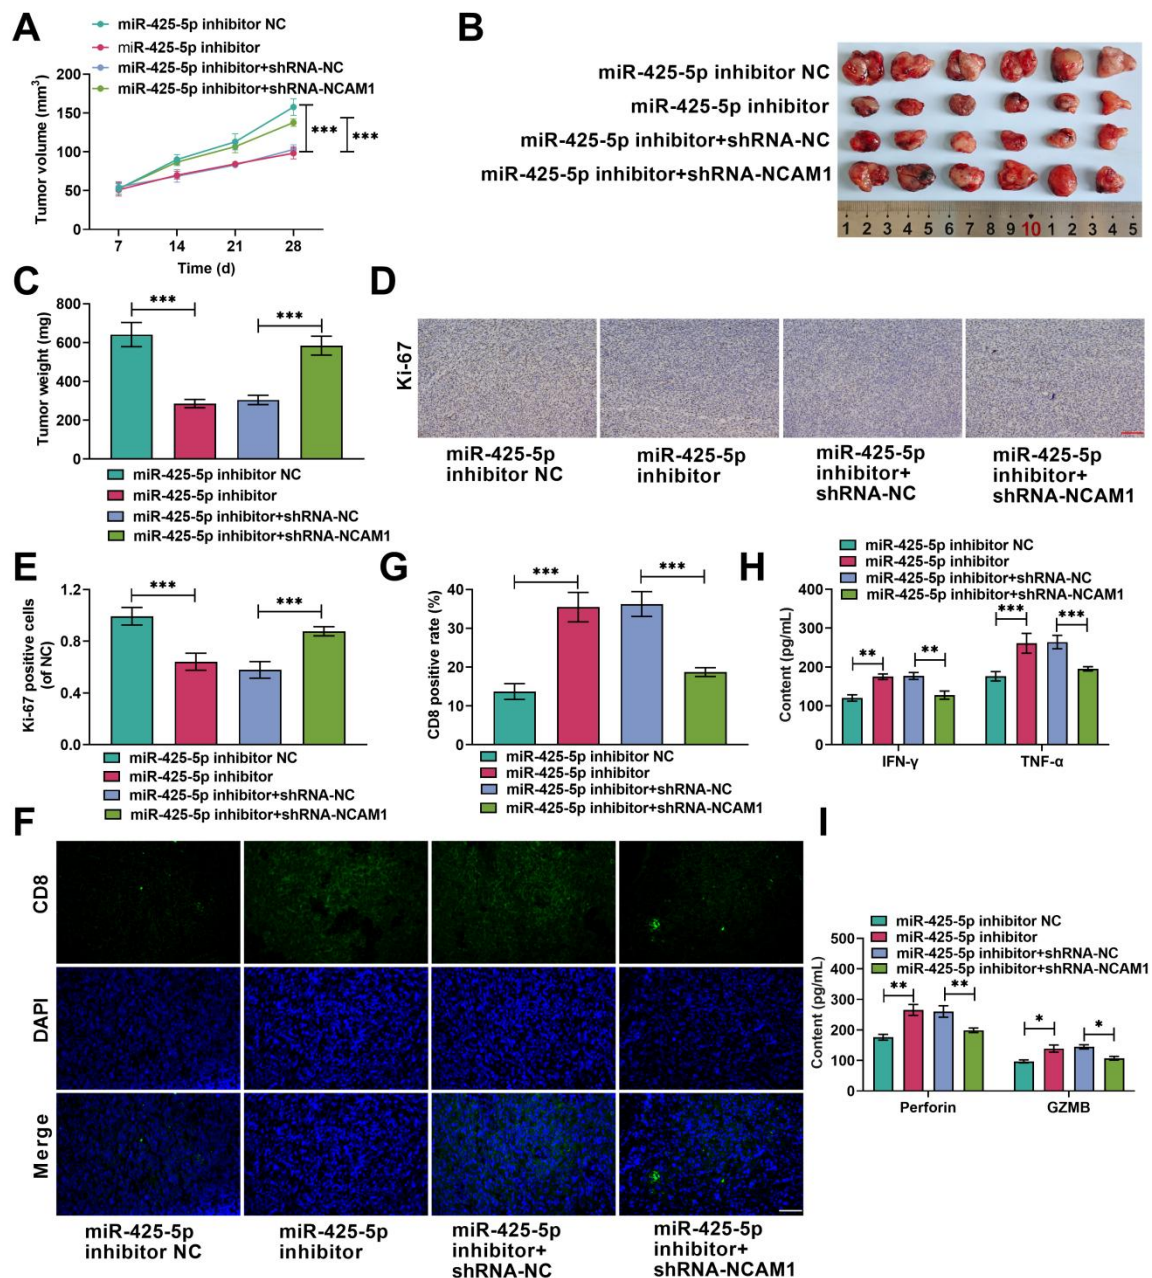 A
miR-425-5p inhibitor NC
miR-425-5p inhibitor
miR-425-5p inhibitor+shRNA-NC
miR-425-5p inhibitor+shRNA-NCAM1
Tumor volume (mm³)
200
150
100
50
0
***
***
7 14 21 28
Time (d)
B
miR-425-5p inhibitor NC
miR-425-5p inhibitor
miR-425-5p inhibitor+shRNA-NC
miR-425-5p inhibitor+shRNA-NCAM1
1 2 3 4 5 6 7 8 9 10 1 2 3 4 5
C
Tumor weight (mg)
800
600
400
200
0
***
***
miR-425-5p inhibitor NC
miR-425-5p inhibitor
miR-425-5p inhibitor+shRNA-NC
miR-425-5p inhibitor+shRNA-NCAM1
D
Ki-67
miR-425-5p
inhibitor NC
miR-425-5p
inhibitor
miR-425-5p
inhibitor+
shRNA-NC
miR-425-5p
inhibitor+
shRNA-NCAM1
E
Ki-67 positive cells
(of NC)
1.2
0.8
0.4
0.0
***
***
miR-425-5p inhibitor NC
miR-425-5p inhibitor
miR-425-5p inhibitor+shRNA-NC
miR-425-5p inhibitor+shRNA-NCAM1
G
CD8 positive rate (%)
40
30
20
10
0
***
***
miR-425-5p inhibitor NC
miR-425-5p inhibitor
miR-425-5p inhibitor+shRNA-NC
miR-425-5p inhibitor+shRNA-NCAM1
H
miR-425-5p inhibitor NC
miR-425-5p inhibitor
miR-425-5p inhibitor+shRNA-NC
miR-425-5p inhibitor+shRNA-NCAM1
Content (pg/mL)
400
300
200
100
0
**
**
***
***
IFN-γ TNF-α
F
CD8
DAPI
Merge
miR-425-5p
inhibitor NC
miR-425-5p
inhibitor
miR-425-5p
inhibitor+
shRNA-NC
miR-425-5p
inhibitor+
shRNA-NCAM1
I
miR-425-5p inhibitor NC
miR-425-5p inhibitor
miR-425-5p inhibitor+shRNA-NC
miR-425-5p inhibitor+shRNA-NCAM1
Content (pg/mL)
500
400
300
200
100
0
**
**
*
*
Perforin GZMB